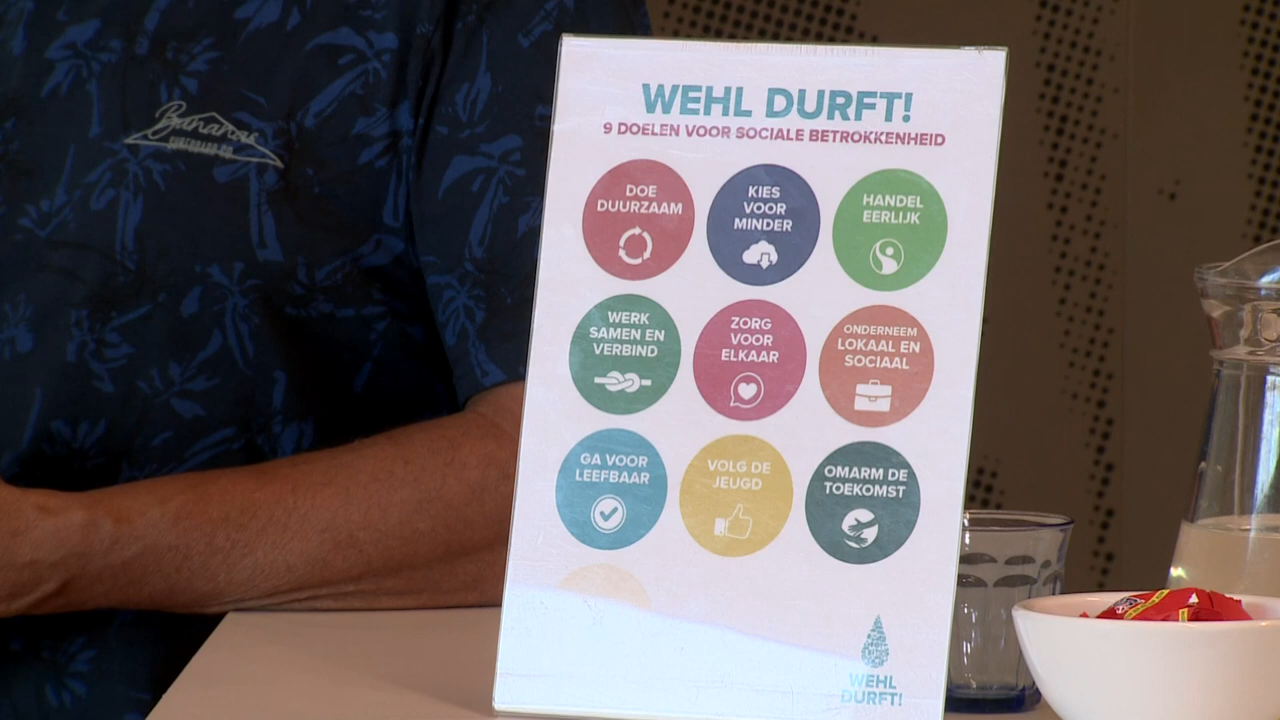 Bananas
WEHL DURFT!
9 DOELEN VOOR SOCIALE BETROKKENHEID
DOE
DUURZAAM
KIES
VOOR
MINDER
HANDEL
EERLIJK
WERK
SAMEN EN
VERBIND
ZORG
VOOR
ELKAAR
ONDERNEEM
LOKAAL EN
SOCIAAL
GA VOOR
LEEFBAAR
VOLG DE
JEUGD
OMARM DE
TOEKOMST
WEHL
DURFT!